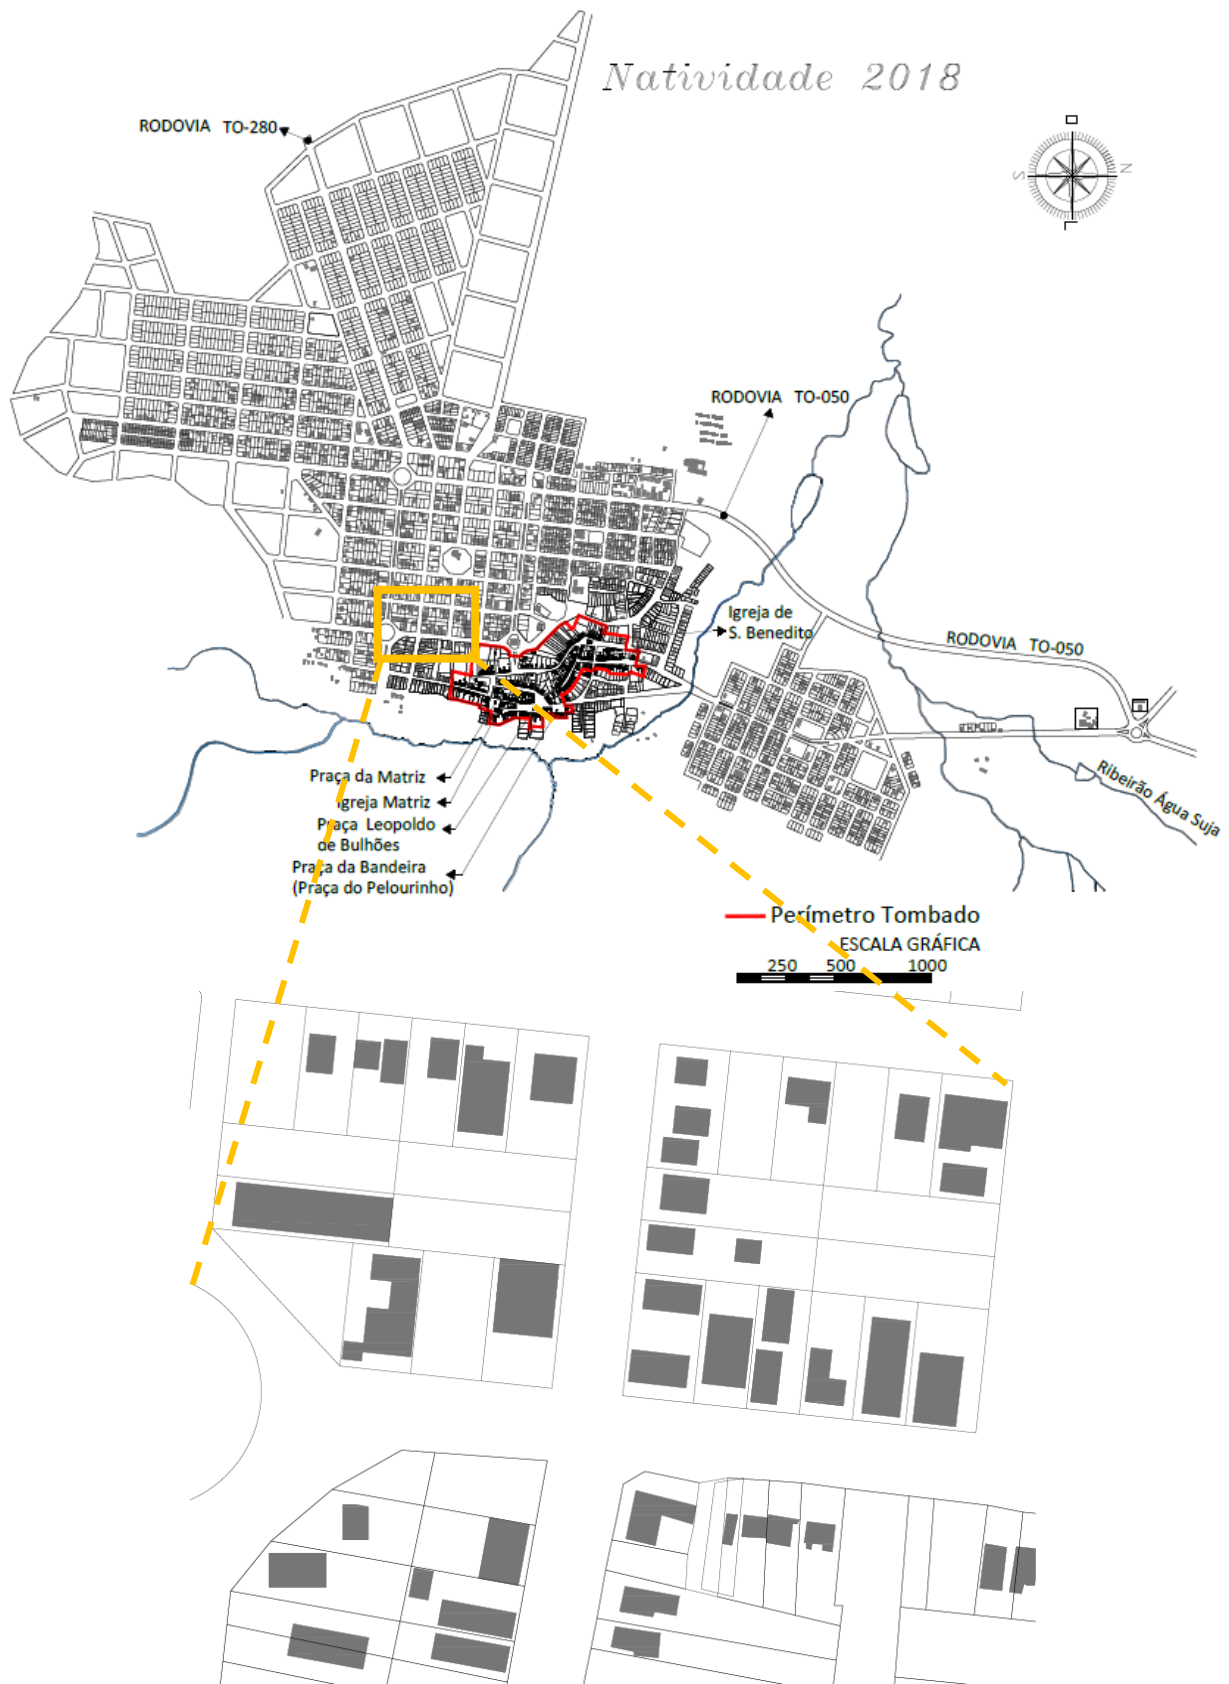 Natividade 2018
RODOVIA TO-280
N
S
L
O
RODOVIA TO-050
Igreja de
S. Benedito
RODOVIA TO-050
Ribeirão Água Suja
Praça da Matriz
Igreja Matriz
Praça Leopoldo
de Bulhões
Praça da Bandeira
(Praça do Pelourinho)
Perímetro Tombado
ESCALA GRÁFICA
250 500 1000